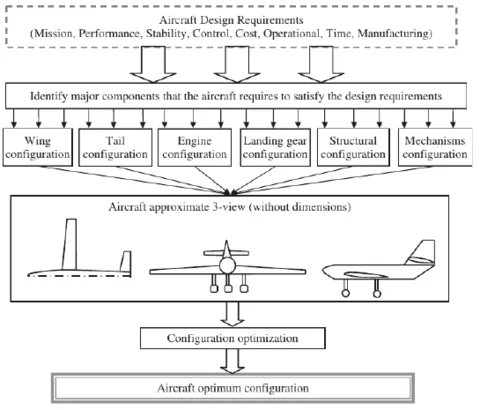 Aircraft Design Requirements
(Mission, Performance, Stability, Control, Cost, Operational, Time, Manufacturing)
Identify major components that the aircraft requires to satisfy the design requirements
Wing
configuration
Tail
configuration
Engine
configuration
Landing gear
configuration
Structural
configuration
Mechanisms
configuration
Aircraft approximate 3-view (without dimensions)
Configuration optimization
Aircraft optimum configuration